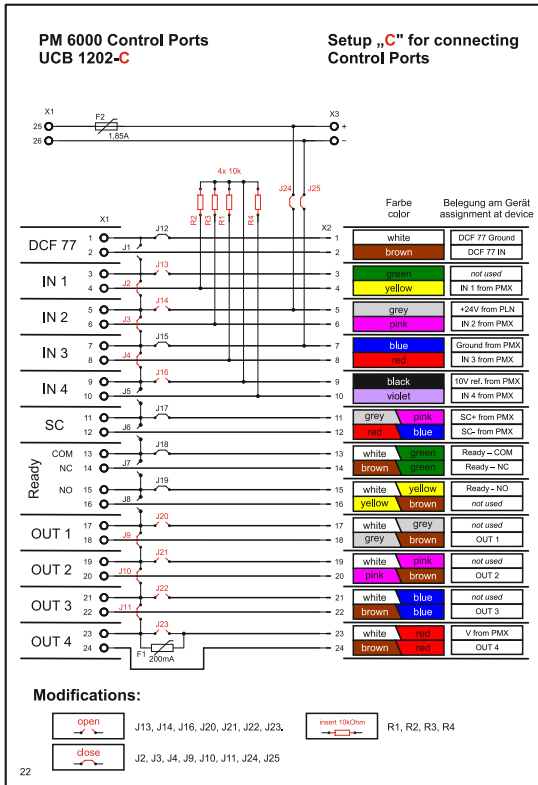 PM 6000 Control Ports
UCB 1202-C
Setup „C" for connecting
Control Ports
X1
F2
X3
25
1,85A
+
26
–
4x 10k
R2
R3
R1
R4
J24
J25
Farbe
color
Belegung am Gerät
assignment at device
X1
X2
DCF 77
1
J12
1
white
DCF 77 Ground
2
J1
2
brown
DCF 77 IN
IN 1
3
J13
3
green
not used
4
J2
4
yellow
IN 1 from PMX
IN 2
5
J14
5
grey
+24V from PLN
6
J3
6
pink
IN 2 from PMX
IN 3
7
J15
7
blue
Ground from PMX
8
J4
8
red
IN 3 from PMX
IN 4
9
J16
9
black
10V ref. from PMX
10
J5
10
violet
IN 4 from PMX
SC
11
J17
11
grey pink
SC+ from PMX
12
J6
12
red blue
SC- from PMX
Ready
COM
13
J18
13
white green
Ready – COM
NC
14
J7
14
brown green
Ready – NC
NO
15
J19
15
white yellow
Ready – NO
16
J8
16
yellow brown
not used
OUT 1
17
J20
17
white grey
not used
18
J9
18
grey brown
OUT 1
OUT 2
19
J21
19
white pink
not used
20
J10
20
pink brown
OUT 2
OUT 3
21
J22
21
white blue
not used
22
J11
22
brown blue
OUT 3
OUT 4
23
J23
23
white red
V from PMX
24
F1
200mA
24
brown red
OUT 4
Modifications:
open
J13, J14, J16, J20, J21, J22, J23.
insert 10kOhm
R1, R2, R3, R4
close
J2, J3, J4, J9, J10, J11, J24, J25
22